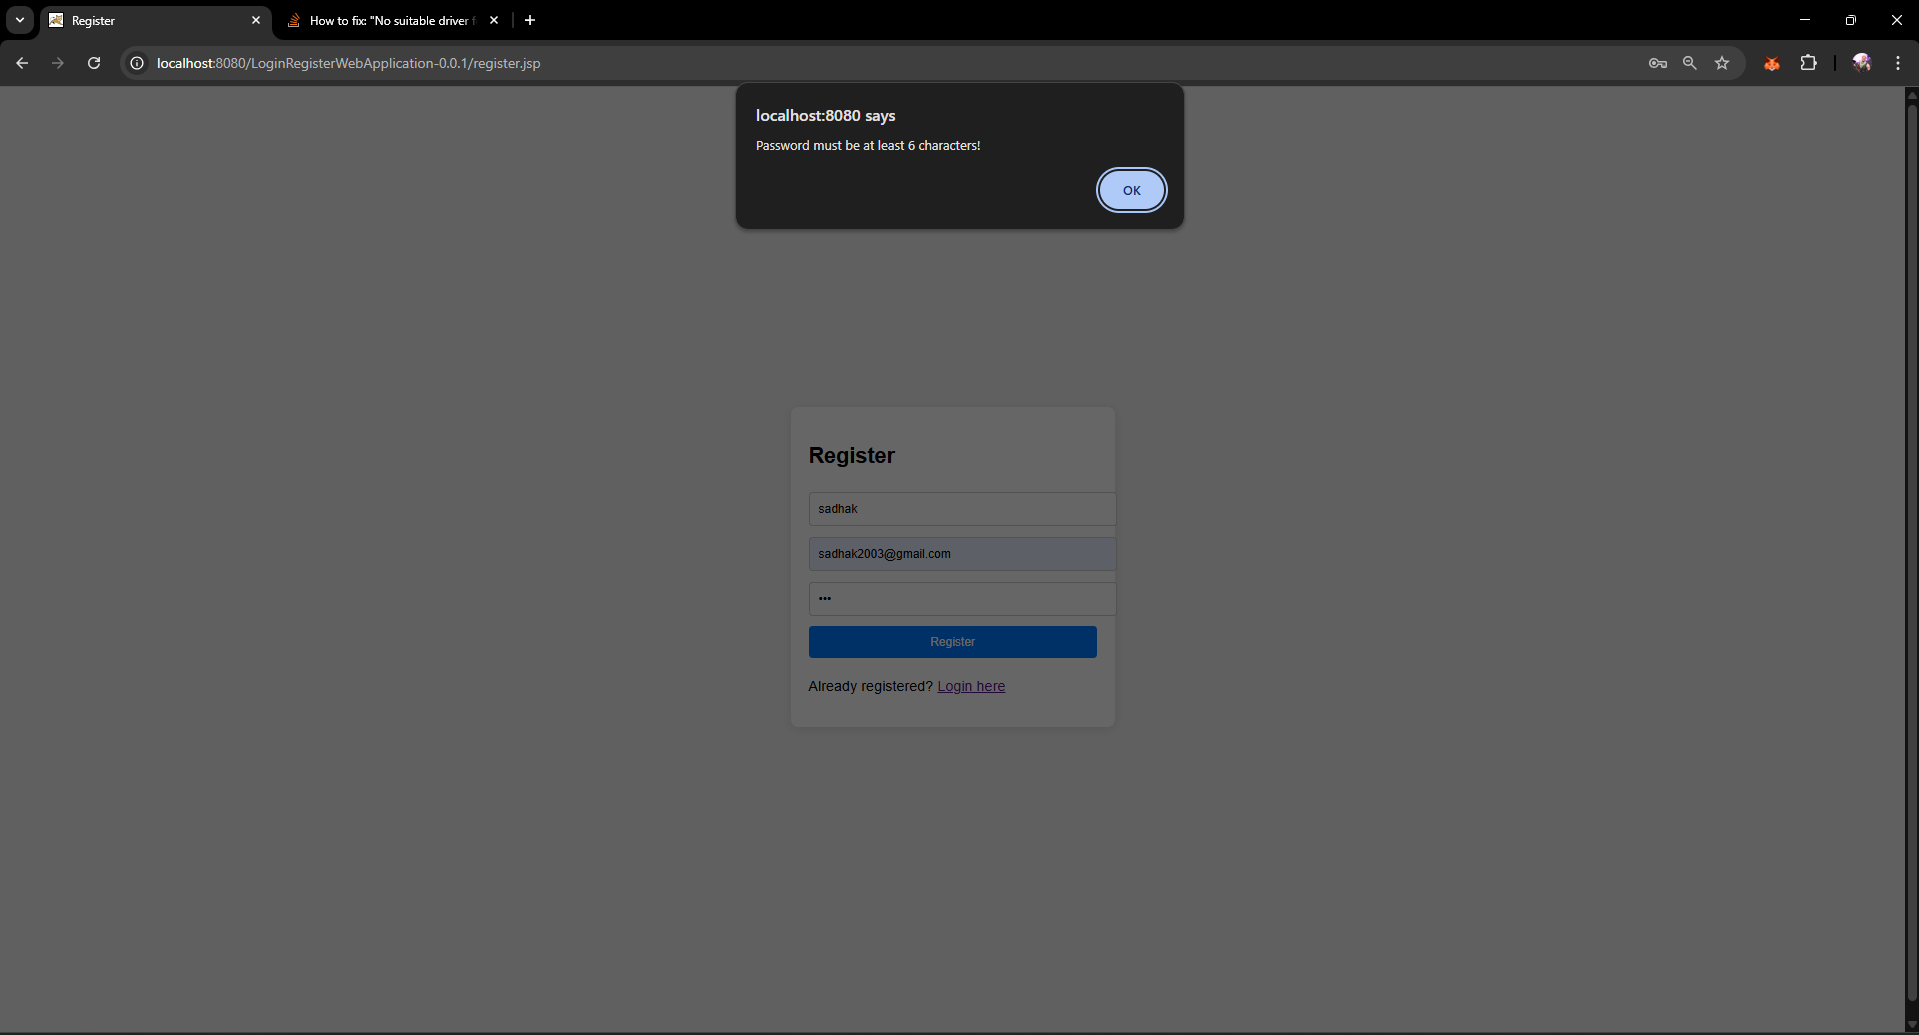 Register
How to fix: "No suitable driver
localhost:8080/LoginRegisterWebApplication-0.0.1/register.jsp
localhost:8080 says
Password must be at least 6 characters!
OK
Register
sadhak
sadhak2003@gmail.com
•••
Register
Already registered? Login here